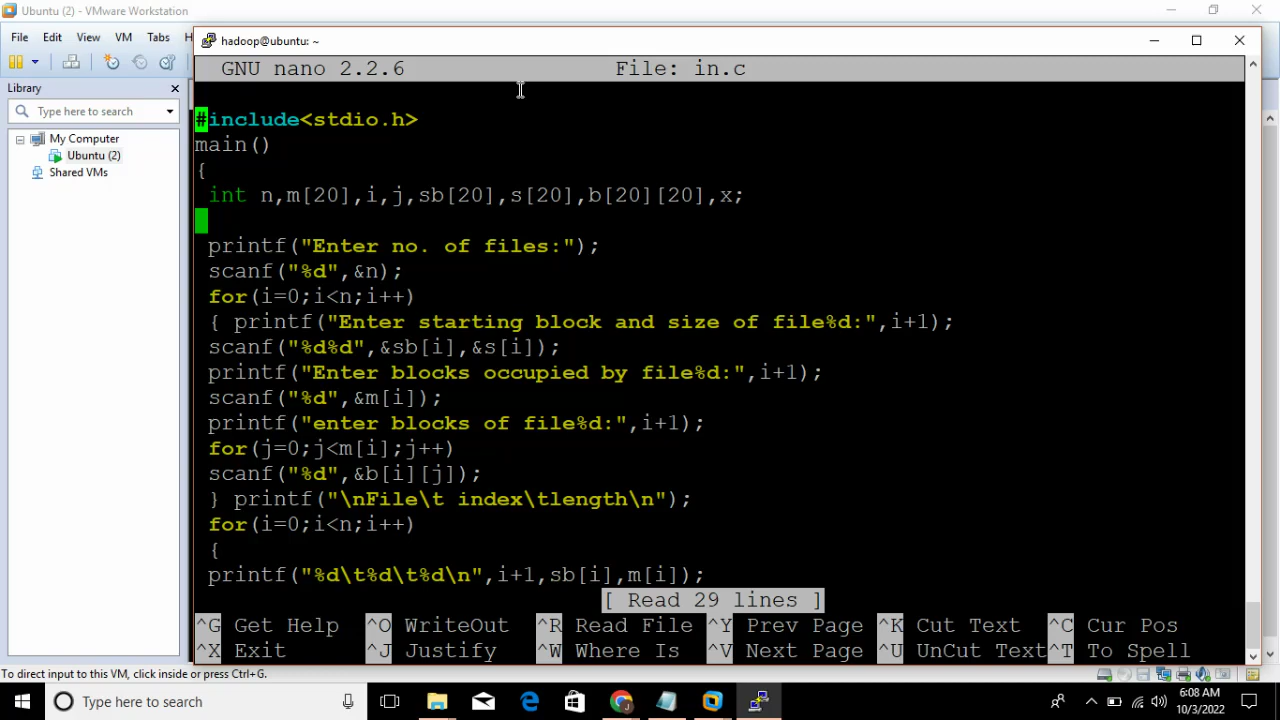 Ubuntu (2) - VMware Workstation
File Edit View VM Tabs H
Library
Type here to search
My Computer
Ubuntu (2)
Shared VMs
hadoop@ubuntu: ~
GNU nano 2.2.6 File: in.c
#include<stdio.h>
main()
{
int n,m[20],i,j,sb[20],s[20],b[20][20],x;
printf("Enter no. of files:");
scanf("%d",&n);
for(i=0;i<n;i++)
{ printf("Enter starting block and size of file%d:",i+1);
scanf("%d%d",&sb[i],&s[i]);
printf("Enter blocks occupied by file%d:",i+1);
scanf("%d",&m[i]);
printf("enter blocks of file%d:",i+1);
for(j=0;j<m[i];j++)
scanf("%d",&b[i][j]);
} printf("\nFile\t index\tlength\n");
for(i=0;i<n;i++)
{
printf("%d\t%d\t%d\n",i+1,sb[i],m[i]);
[ Read 29 lines ]
^G Get Help ^O WriteOut ^R Read File ^Y Prev Page ^K Cut Text ^C Cur Pos
^X Exit ^J Justify ^W Where Is ^V Next Page ^U UnCut Text ^T To Spell
To direct input to this VM, click inside or press Ctrl+G.
Type here to search
6:08 AM
10/3/2022